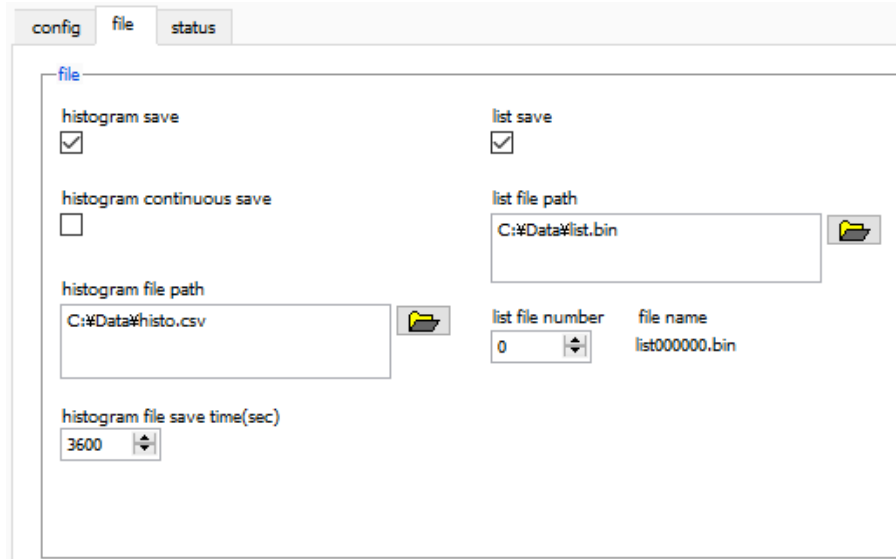 config file status
file
histogram save
list save
histogram continuous save
list file path
C:¥Data¥list.bin
histogram file path
C:¥Data¥histo.csv
list file number file name
0 list000000.bin
histogram file save time(sec)
3600